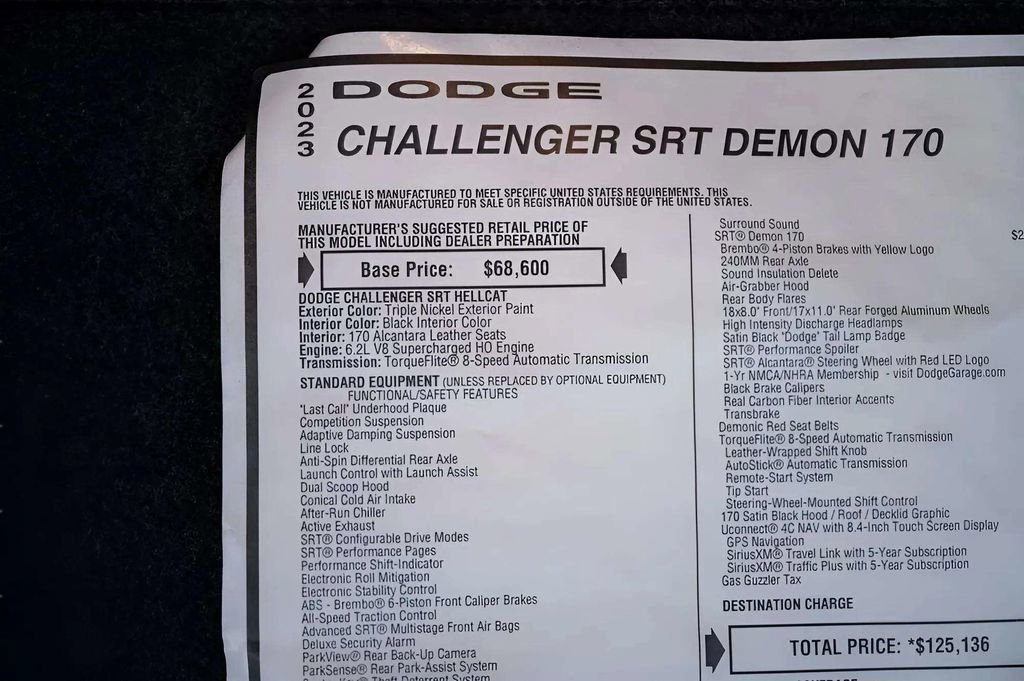 2023
DODGE
CHALLENGER SRT DEMON 170
THIS VEHICLE IS MANUFACTURED TO MEET SPECIFIC UNITED STATES REQUIREMENTS. THIS
VEHICLE IS NOT MANUFACTURED FOR SALE OR REGISTRATION OUTSIDE OF THE UNITED STATES.
MANUFACTURER'S SUGGESTED RETAIL PRICE OF
THIS MODEL INCLUDING DEALER PREPARATION
Base Price: $68,600
DODGE CHALLENGER SRT HELLCAT
Exterior Color: Triple Nickel Exterior Paint
Interior Color: Black Interior Color
Interior: 170 Alcantara Leather Seats
Engine: 6.2L V8 Supercharged HO Engine
Transmission: TorqueFlite® 8-Speed Automatic Transmission
STANDARD EQUIPMENT (UNLESS REPLACED BY OPTIONAL EQUIPMENT)
FUNCTIONAL/SAFETY FEATURES
"Last Call" Underhood Plaque
Competition Suspension
Adaptive Damping Suspension
Line Lock
Anti-Spin Differential Rear Axle
Launch Control with Launch Assist
Dual Scoop Hood
Conical Cold Air Intake
After-Run Chiller
Active Exhaust
SRT® Configurable Drive Modes
SRT® Performance Pages
Performance Shift-Indicator
Electronic Roll Mitigation
Electronic Stability Control
ABS - Brembo® 6-Piston Front Caliper Brakes
All-Speed Traction Control
Advanced SRT® Multistage Front Air Bags
Deluxe Security Alarm
ParkView® Rear Back-Up Camera
ParkSense® Rear Park-Assist System
Theft Deterrent System
Surround Sound
SRT® Demon 170 $2
Brembo® 4-Piston Brakes with Yellow Logo
240MM Rear Axle
Sound Insulation Delete
Air-Grabber Hood
Rear Body Flares
18x8.0" Front/17x11.0" Rear Forged Aluminum Wheels
High Intensity Discharge Headlamps
Satin Black "Dodge" Tail Lamp Badge
SRT® Performance Spoiler
SRT® Alcantara® Steering Wheel with Red LED Logo
1-Yr NMCA/NHRA Membership - visit DodgeGarage.com
Black Brake Calipers
Real Carbon Fiber Interior Accents
Transbrake
Demonic Red Seat Belts
TorqueFlite® 8-Speed Automatic Transmission
Leather-Wrapped Shift Knob
AutoStick® Automatic Transmission
Remote-Start System
Tip Start
Steering-Wheel-Mounted Shift Control
170 Satin Black Hood / Roof / Decklid Graphic
Uconnect® 4C NAV with 8.4-Inch Touch Screen Display
GPS Navigation
SiriusXM® Travel Link with 5-Year Subscription
SiriusXM® Traffic Plus with 5-Year Subscription
Gas Guzzler Tax
DESTINATION CHARGE
TOTAL PRICE: *$125,136